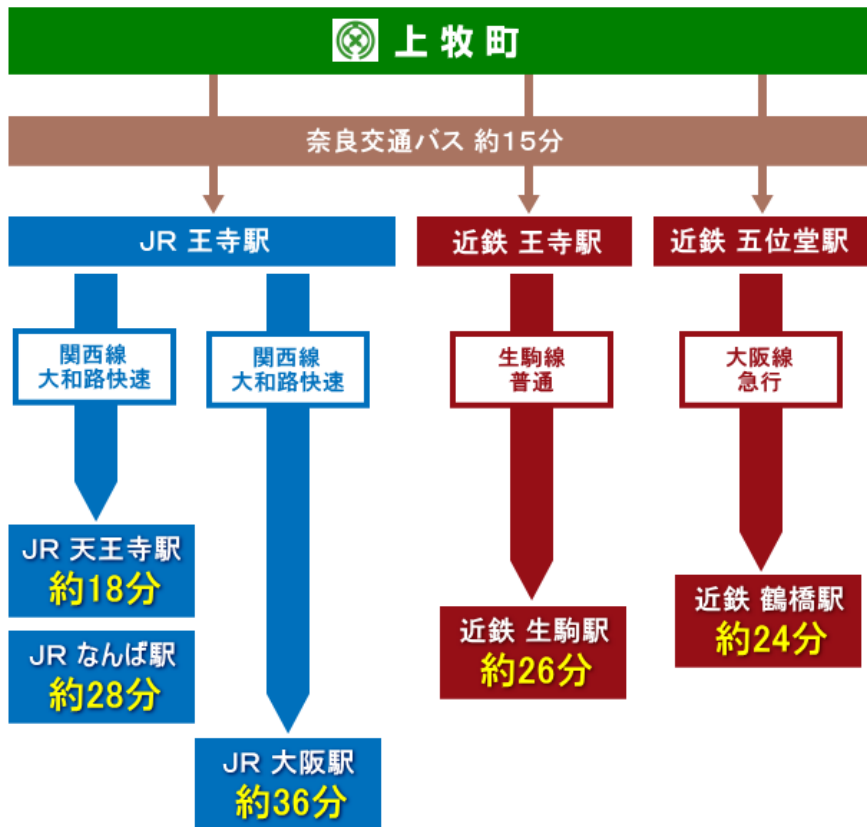 上牧町
奈良交通バス 約15分
JR 王寺駅
近鉄 王寺駅
近鉄 五位堂駅
関西線
大和路快速
関西線
大和路快速
生駒線
普通
大阪線
急行
JR 天王寺駅
約18分
JR なんば駅
約28分
JR 大阪駅
約36分
近鉄 生駒駅
約26分
近鉄 鶴橋駅
約24分